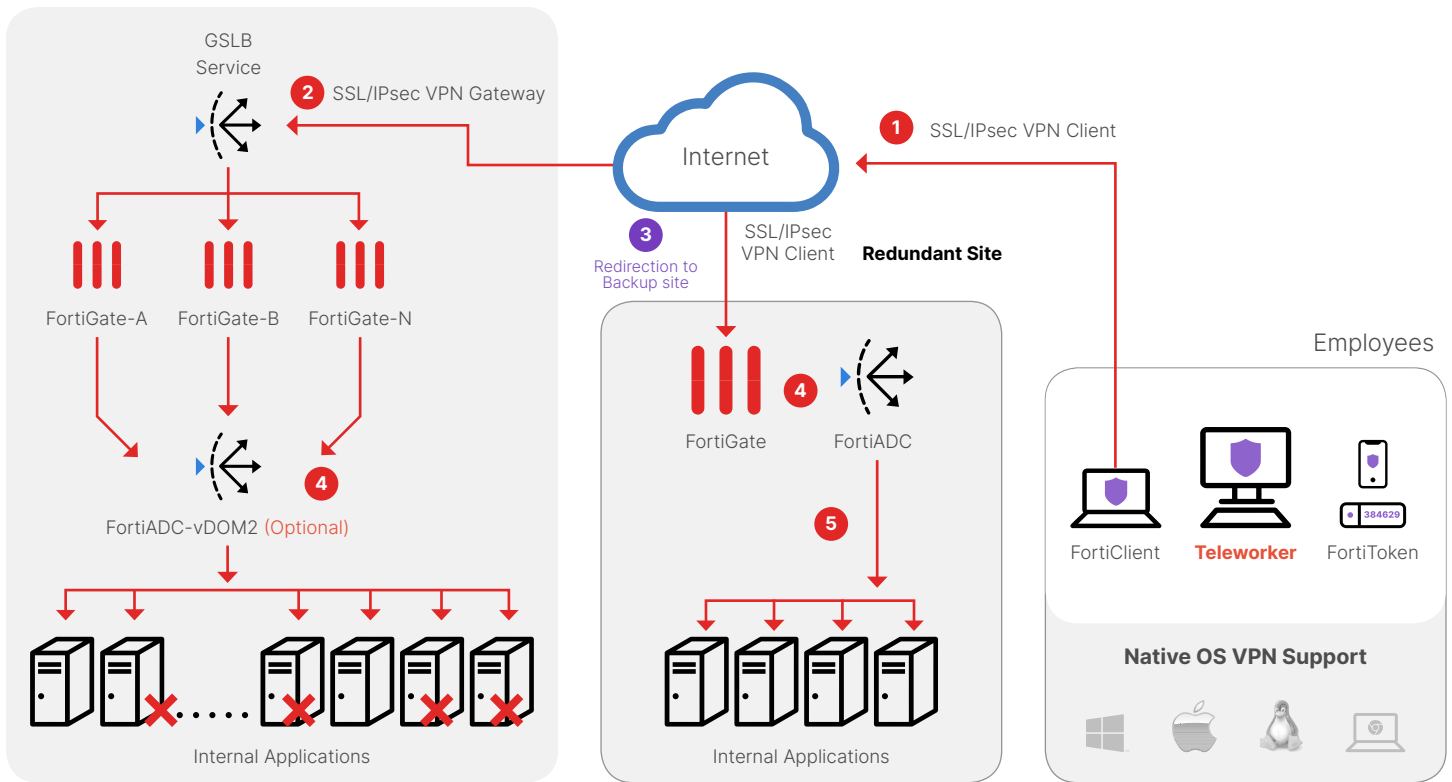 GSLB
Service
2
SSL/IPsec VPN Gateway
FortiGate-A
FortiGate-B
FortiGate-N
4
FortiADC-vDOM2 (Optional)
Internal Applications
Internet
1
SSL/IPsec VPN Client
3
Redirection to
Backup site
SSL/IPsec
VPN Client
Redundant Site
FortiGate
4
FortiADC
5
Internal Applications
Employees
FortiClient
Teleworker
384629
FortiToken
Native OS VPN Support